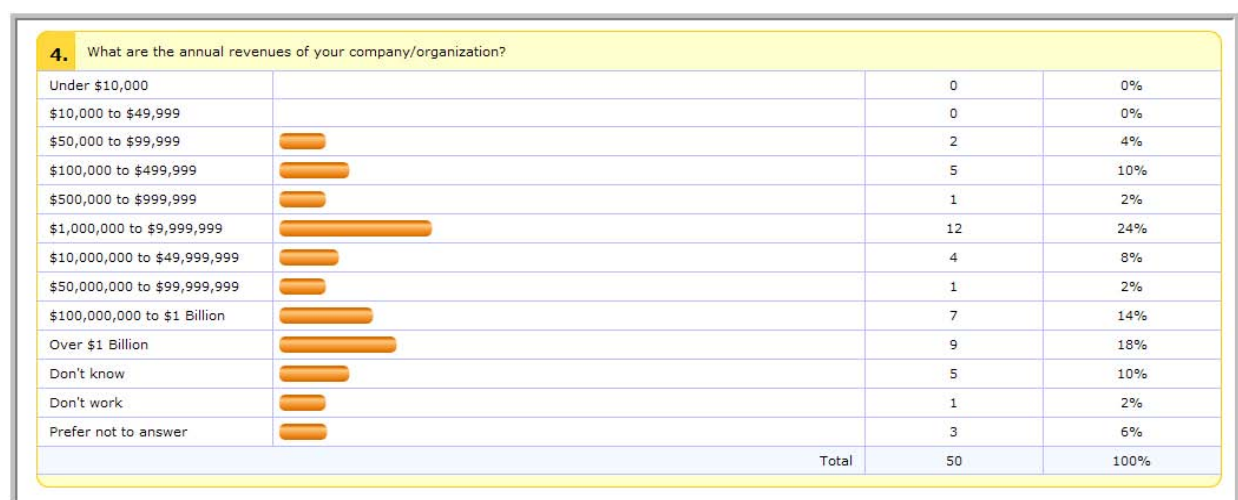 4. What are the annual revenues of your company/organization?
Under $10,000 0 0%
$10,000 to $49,999 0 0%
$50,000 to $99,999 2 4%
$100,000 to $499,999 5 10%
$500,000 to $999,999 1 2%
$1,000,000 to $9,999,999 12 24%
$10,000,000 to $49,999,999 4 8%
$50,000,000 to $99,999,999 1 2%
$100,000,000 to $1 Billion 7 14%
Over $1 Billion 9 18%
Don't know 5 10%
Don't work 1 2%
Prefer not to answer 3 6%
Total 50 100%